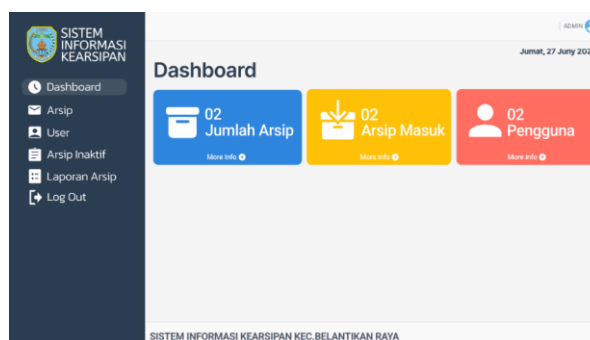 SISTEM
INFORMASI
KEARSIPAN
Dashboard
Arsip
User
Arsip Inaktif
Laporan Arsip
Log Out
ADMIN
Jumat, 27 Juny 202
Dashboard
02
Jumlah Arsip
More Info
02
Arsip Masuk
More Info
02
Pengguna
More Info
SISTEM INFORMASI KEARSIPAN KEC.BELANTIKAN RAYA